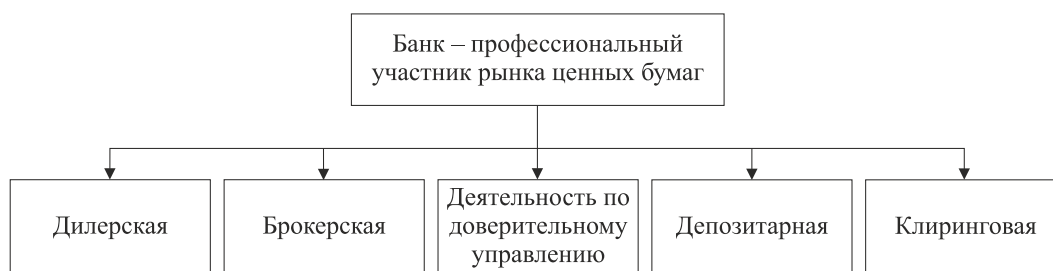 Банк – профессиональный
участник рынка ценных бумаг
Дилерская
Брокерская
Деятельность по
доверительному
управлению
Депозитарная
Клиринговая